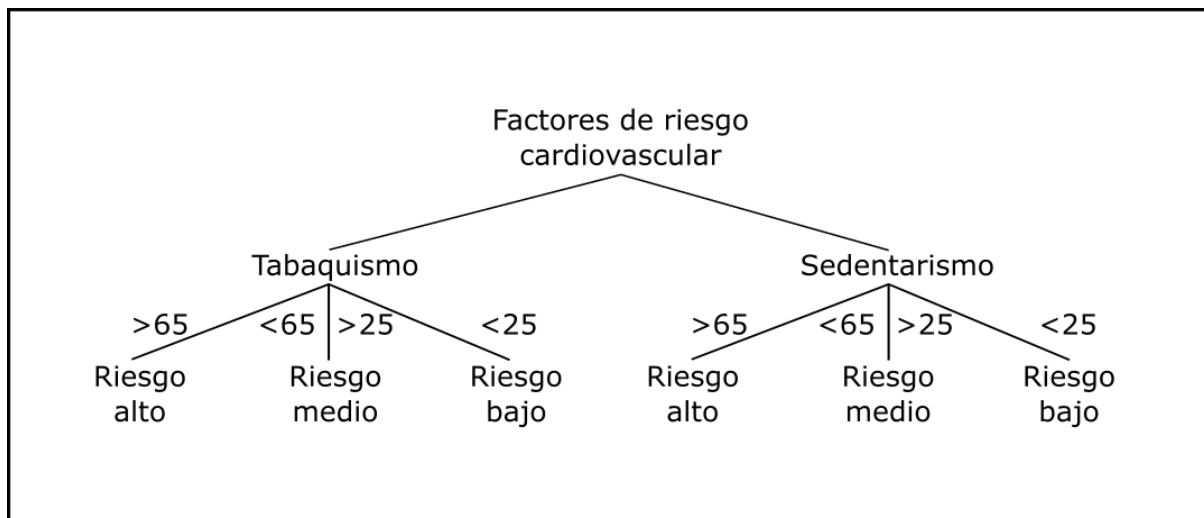 Factores de riesgo
cardiovascular
Tabaquismo
Sedentarismo
>65
<65
>25
<25
>65
<65
>25
<25
Riesgo
alto
Riesgo
medio
Riesgo
bajo
Riesgo
alto
Riesgo
medio
Riesgo
bajo